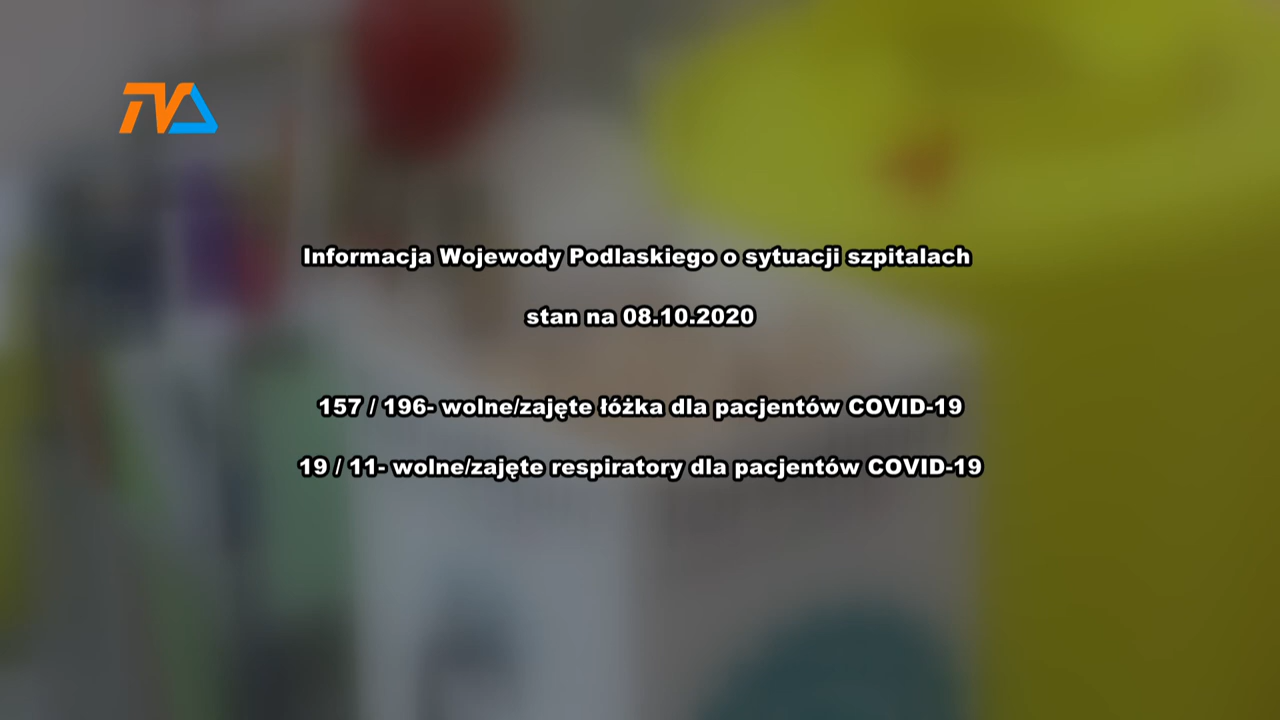 TVA
Informacja Wojewody Podlaskiego o sytuacji szpitalach
stan na 08.10.2020
157 / 196- wolne/zajęte łóżka dla pacjentów COVID-19
19 / 11- wolne/zajęte respiratory dla pacjentów COVID-19